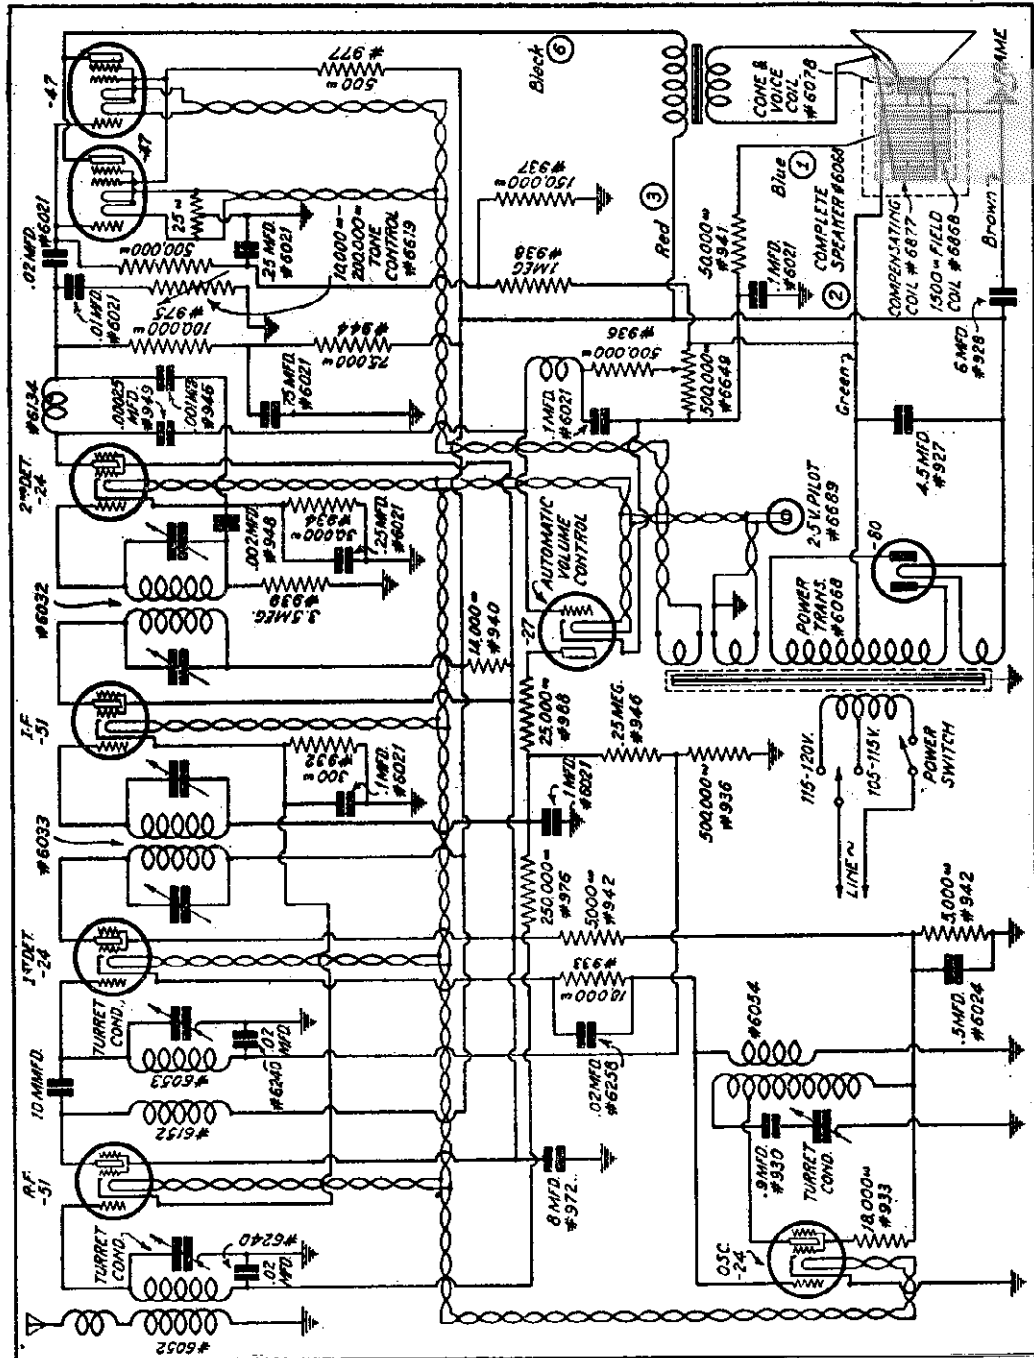 #6052
TURRET
COND.
.02
MFD.
#6240
R.F.
-51
#6152
10 MMFD.
#6053
TURRET
COND.
.02
MFD.
#6240
1ST DET.
-24
#6033
I.F.
-51
300ω
#932
.1 MFD.
#6021
#6032
2ND DET.
-24
.002 MFD.
#948
3.5 MEG.
#939
30,000ω
#934
.25 MFD.
#6021
#6134
.00025
MFD.
#949
.001 MFD.
#946
.01 MFD.
#6021
100,000ω
#975
.02 MFD.
#6021
500,000ω
25ω
-47
-47
.25 MFD.
#6021
10,000ω-
200,000ω
TONE
CONTROL
#6619
75,000ω
#944
.75 MFD.
#6021
500ω
#977
8 MFD.
#972
18,000ω
#933
.02 MFD.
#6258
5,000ω
#942
250,000ω
#976
1 MFD.
#6021
25,000ω
#988
14,000ω
#940
-27
AUTOMATIC
VOLUME
CONTROL
.1 MFD.
#6021
500,000ω
#936
500,000ω
#6648
1 MEG
#938
150,000ω
#937
Black
6
Red
3
50,000ω
#941
.1 MFD.
#6021
Blue
1
COMPLETE
SPEAKER #6068
2
Green
CONE &
VOICE
COIL
#6078
FRAME
COMPENSATING
COIL #6877
1,500ω FIELD
COIL #6868
Brown
6 MFD.
#928
4.5 MFD.
#927
2.5 V. PILOT
#6689
-80
POWER
TRANS.
#6068
.25 MEG.
#946
500,000ω
#936
115-120V.
105-115V.
POWER
SWITCH
LINE ~
OSC.
-24
18,000ω
#933
.9 MFD.
#930
TURRET
COND.
#6054
.5 MFD.
#6024
5,000ω
#942